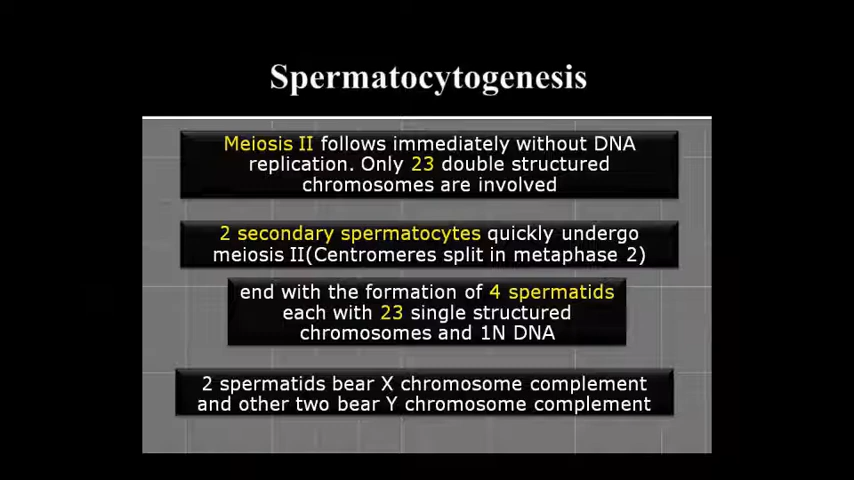 Spermatocytogenesis
Meiosis II follows immediately without DNA
replication. Only 23 double structured
chromosomes are involved
2 secondary spermatocytes quickly undergo
meiosis II(Centromeres split in metaphase 2)
end with the formation of 4 spermatids
each with 23 single structured
chromosomes and 1N DNA
2 spermatids bear X chromosome complement
and other two bear Y chromosome complement